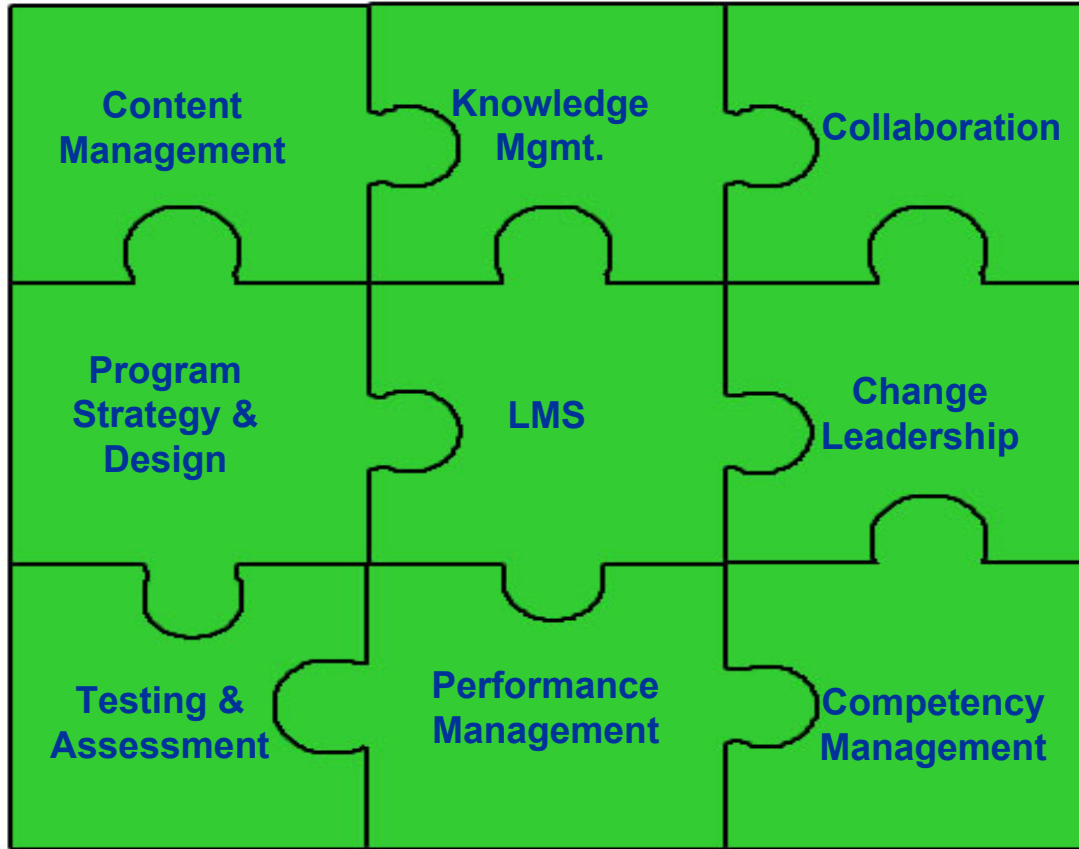 Content
Management
Knowledge
Mgmt.
Collaboration
Program
Strategy &
Design
LMS
Change
Leadership
Testing &
Assessment
Performance
Management
Competency
Management